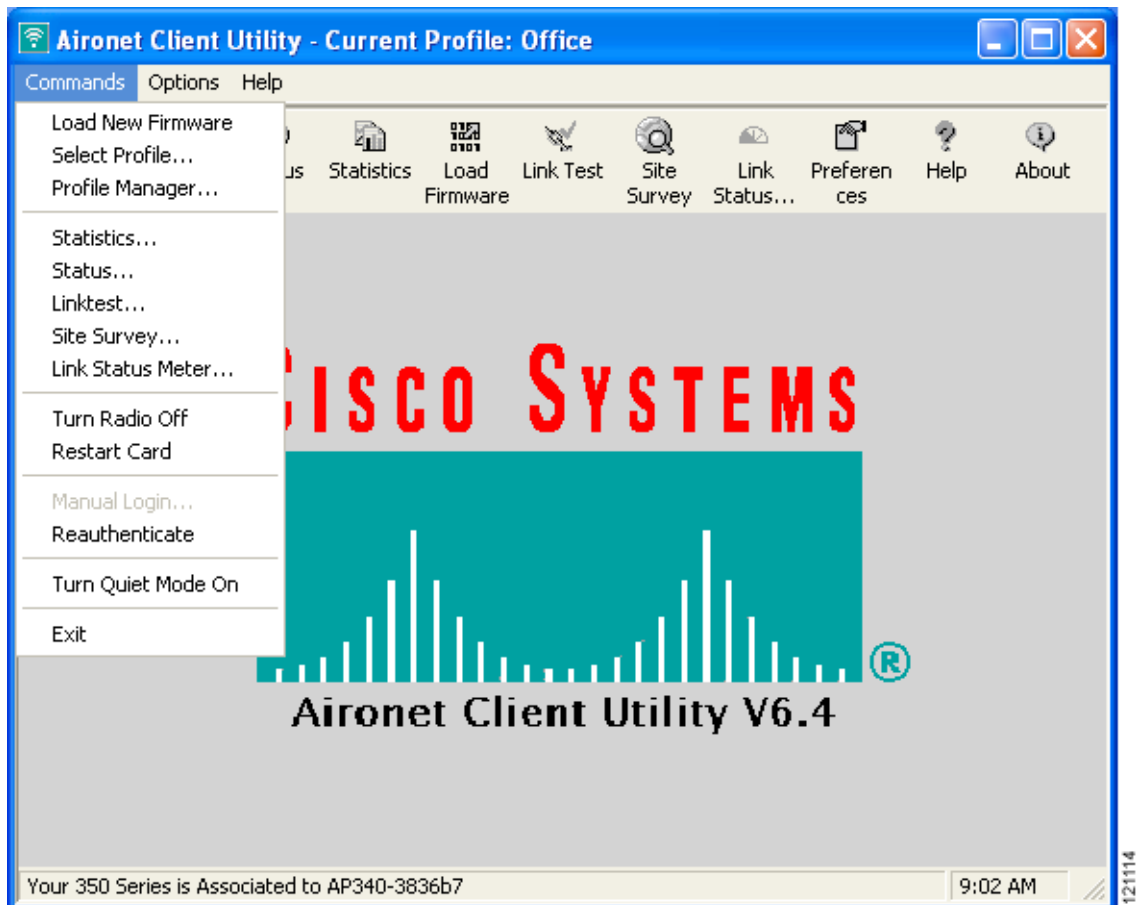 Aironet Client Utility - Current Profile: Office
Commands Options Help
Load New Firmware
Select Profile...
Profile Manager...
Statistics...
Status...
Linktest...
Site Survey...
Link Status Meter...
Turn Radio Off
Restart Card
Manual Login...
Reauthenticate
Turn Quiet Mode On
Exit
us Statistics Load Link Test Site Link Preferen Help About
Firmware Survey Status... ces
CISCO SYSTEMS
®
Aironet Client Utility V6.4
Your 350 Series is Associated to AP340-3836b7 9:02 AM
121114